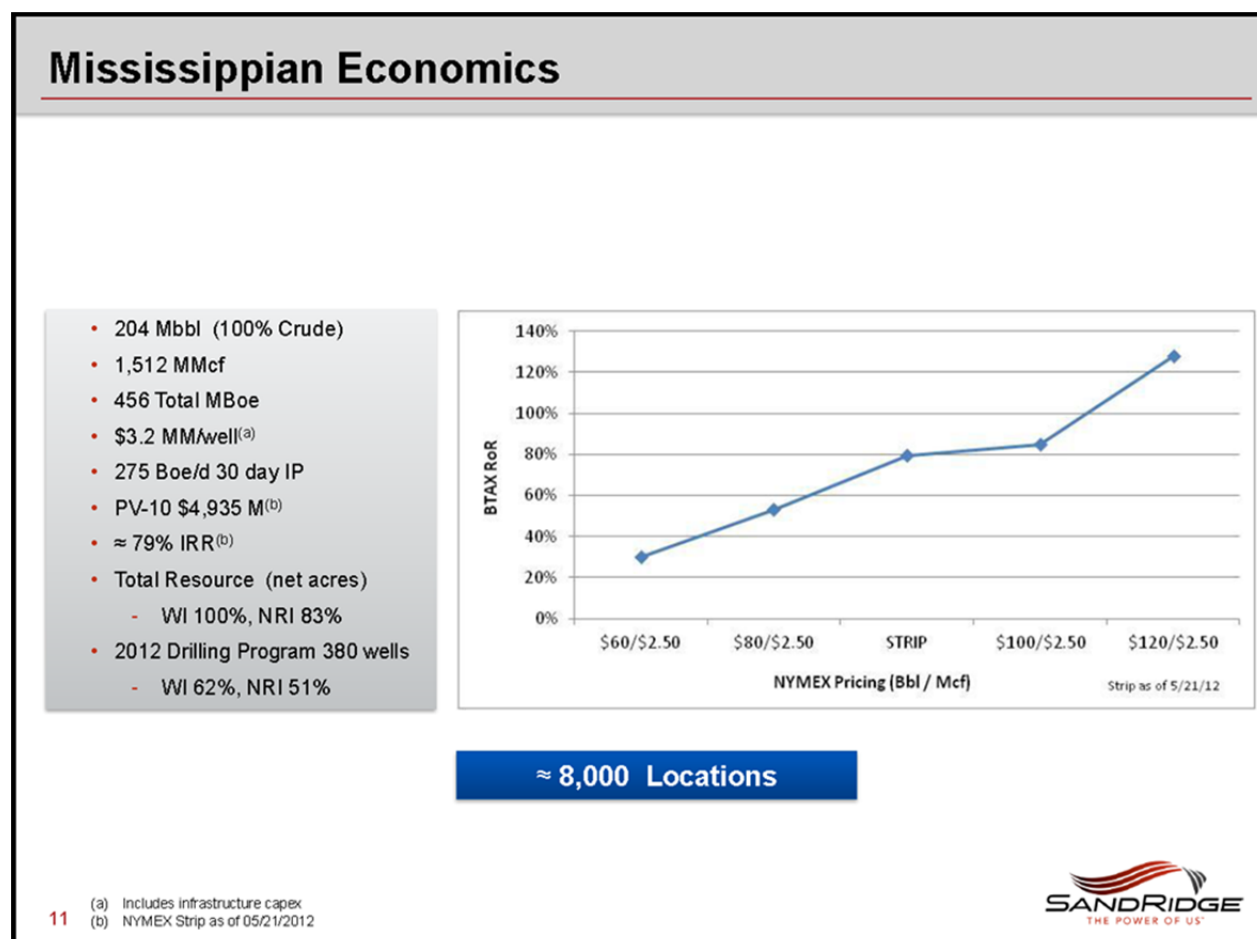 Mississippian Economics
• 204 Mbbl (100% Crude)
• 1,512 MMcf
• 456 Total MBoe
• $3.2 MM/well(a)
• 275 Boe/d 30 day IP
• PV-10 $4,935 M(b)
• ≈ 79% IRR(b)
• Total Resource (net acres)
- WI 100%, NRI 83%
• 2012 Drilling Program 380 wells
- WI 62%, NRI 51%
BTAX RoR
140%
120%
100%
80%
60%
40%
20%
0%
$60/$2.50 $80/$2.50 STRIP $100/$2.50 $120/$2.50
NYMEX Pricing (Bbl / Mcf)
Strip as of 5/21/12
≈ 8,000 Locations
11
(a) Includes infrastructure capex
(b) NYMEX Strip as of 05/21/2012
SANDRIDGE
THE POWER OF US